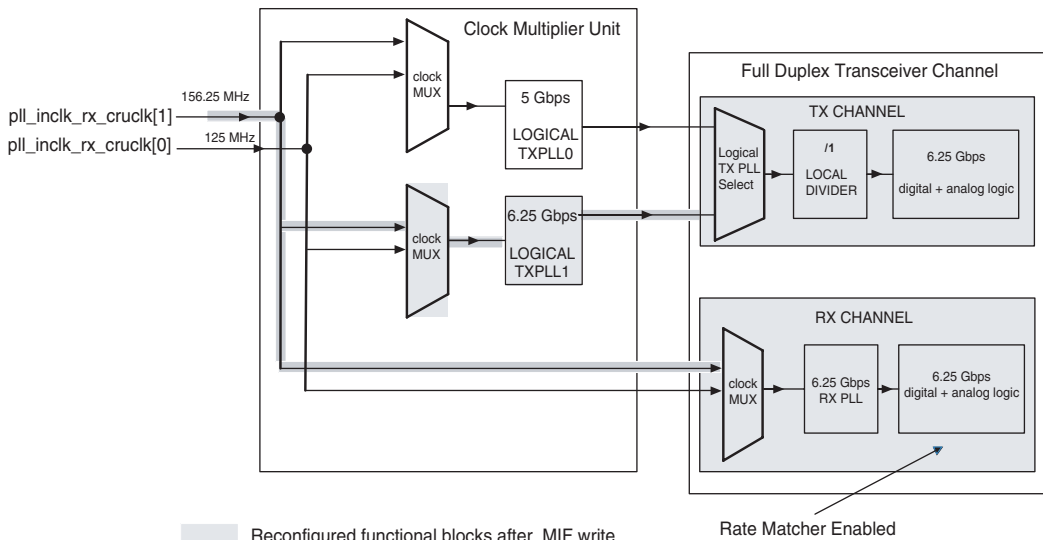 Clock Multiplier Unit
Full Duplex Transceiver Channel
156.25 MHz
pll_inclk_rx_cruclk[1]
125 MHz
pll_inclk_rx_cruclk[0]
clock
MUX
5 Gbps
LOGICAL
TXPLL0
clock
MUX
6.25 Gbps
LOGICAL
TXPLL1
TX CHANNEL
Logical
TX PLL
Select
/1
LOCAL
DIVIDER
6.25 Gbps
digital + analog logic
RX CHANNEL
clock
MUX
6.25 Gbps
RX PLL
6.25 Gbps
digital + analog logic
Rate Matcher Enabled
Reconfigured functional blocks after MIF write